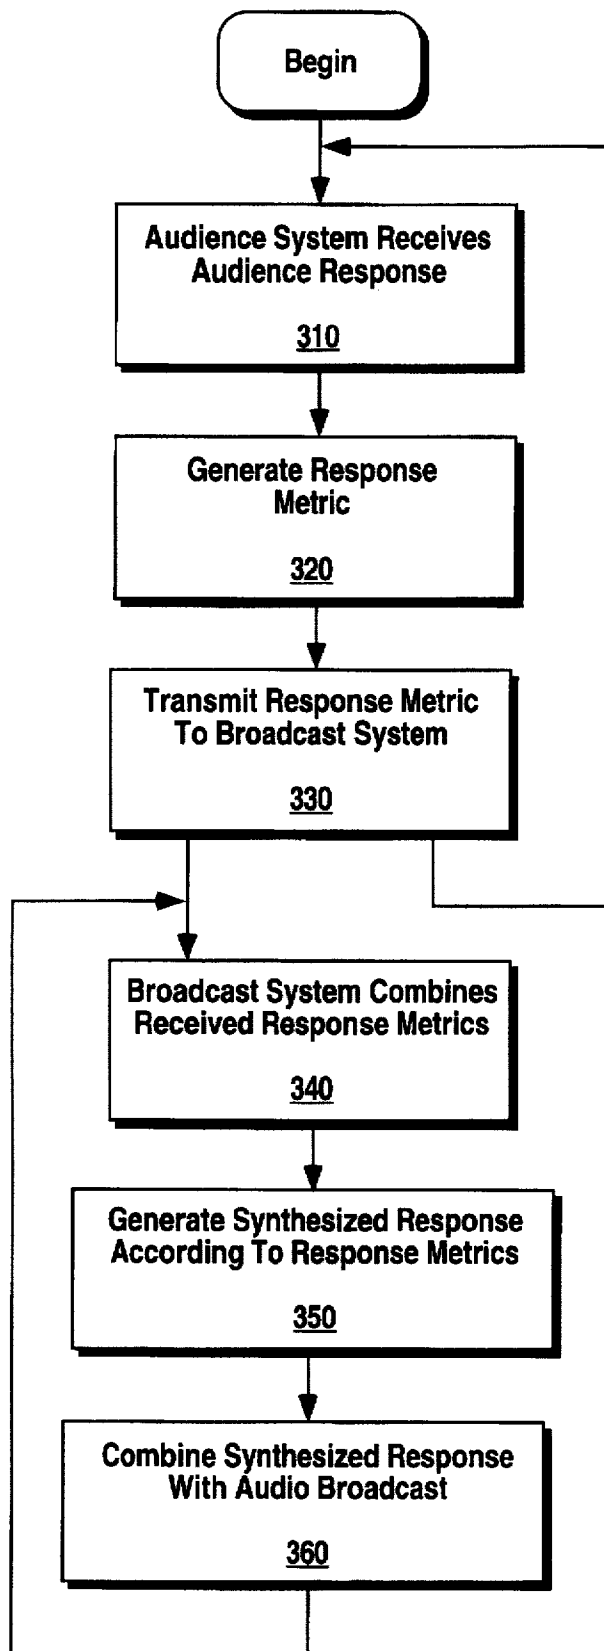 Begin
Audience System Receives
Audience Response
310
Generate Response
Metric
320
Transmit Response Metric
To Broadcast System
330
Broadcast System Combines
Received Response Metrics
340
Generate Synthesized Response
According To Response Metrics
350
Combine Synthesized Response
With Audio Broadcast
360